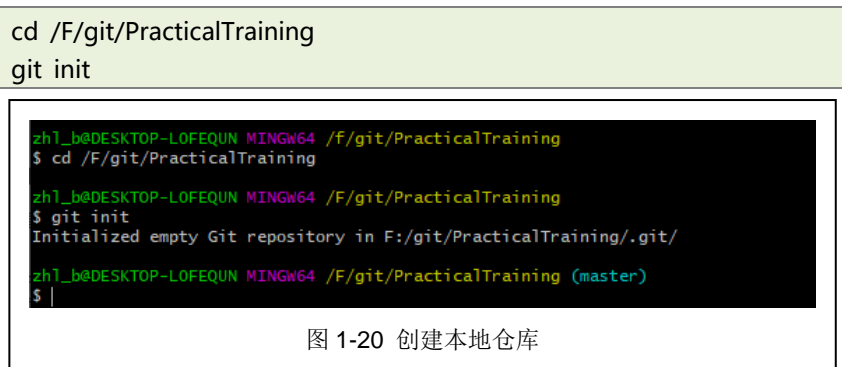 cd /F/git/PracticalTraining
git init
zhl_b@DESKTOP-LOFEQUN MINGW64 /f/git/PracticalTraining
$ cd /F/git/PracticalTraining
zhl_b@DESKTOP-LOFEQUN MINGW64 /F/git/PracticalTraining
$ git init
Initialized empty Git repository in F:/git/PracticalTraining/.git/
zhl_b@DESKTOP-LOFEQUN MINGW64 /F/git/PracticalTraining (master)
$
图 1-20 创建本地仓库